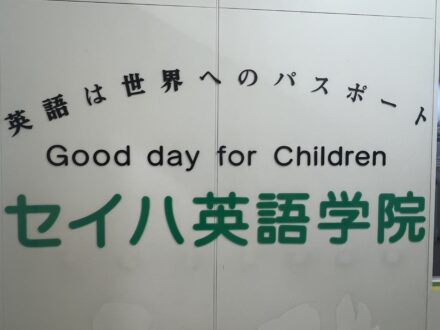 英語は世界へのパスポート
Good day for Children
セイハ英語学院